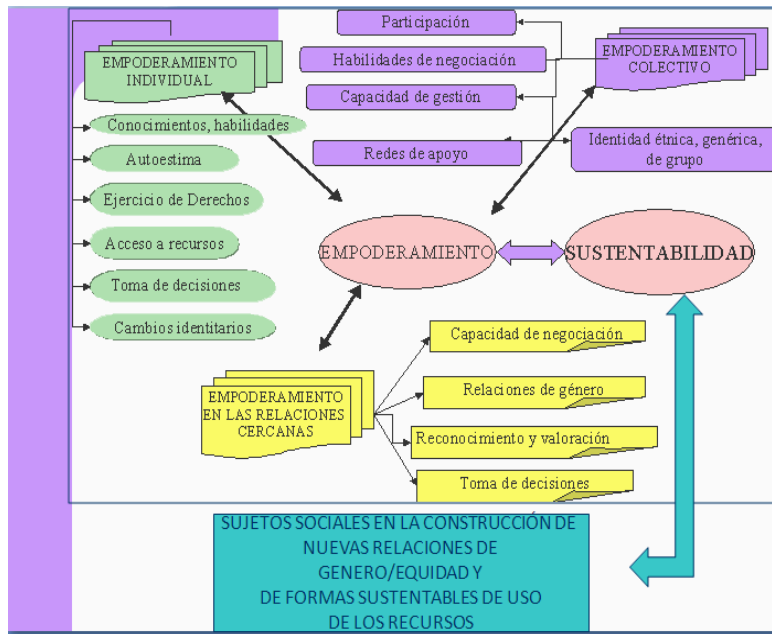 EMPODERAMIENTO
INDIVIDUAL
Conocimientos, habilidades
Autoestima
Ejercicio de Derechos
Acceso a recursos
Toma de decisiones
Cambios identitarios
Participación
Habilidades de negociación
Capacidad de gestión
Redes de apoyo
EMPODERAMIENTO
COLECTIVO
Identidad étnica, genérica,
de grupo
EMPODERAMIENTO
SUSTENTABILIDAD
EMPODERAMIENTO
EN LAS RELACIONES
CERCANAS
Capacidad de negociación
Relaciones de género
Reconocimiento y valoración
Toma de decisiones
SUJETOS SOCIALES EN LA CONSTRUCCIÓN DE
NUEVAS RELACIONES DE
GENERO/EQUIDAD Y
DE FORMAS SUSTENTABLES DE USO
DE LOS RECURSOS